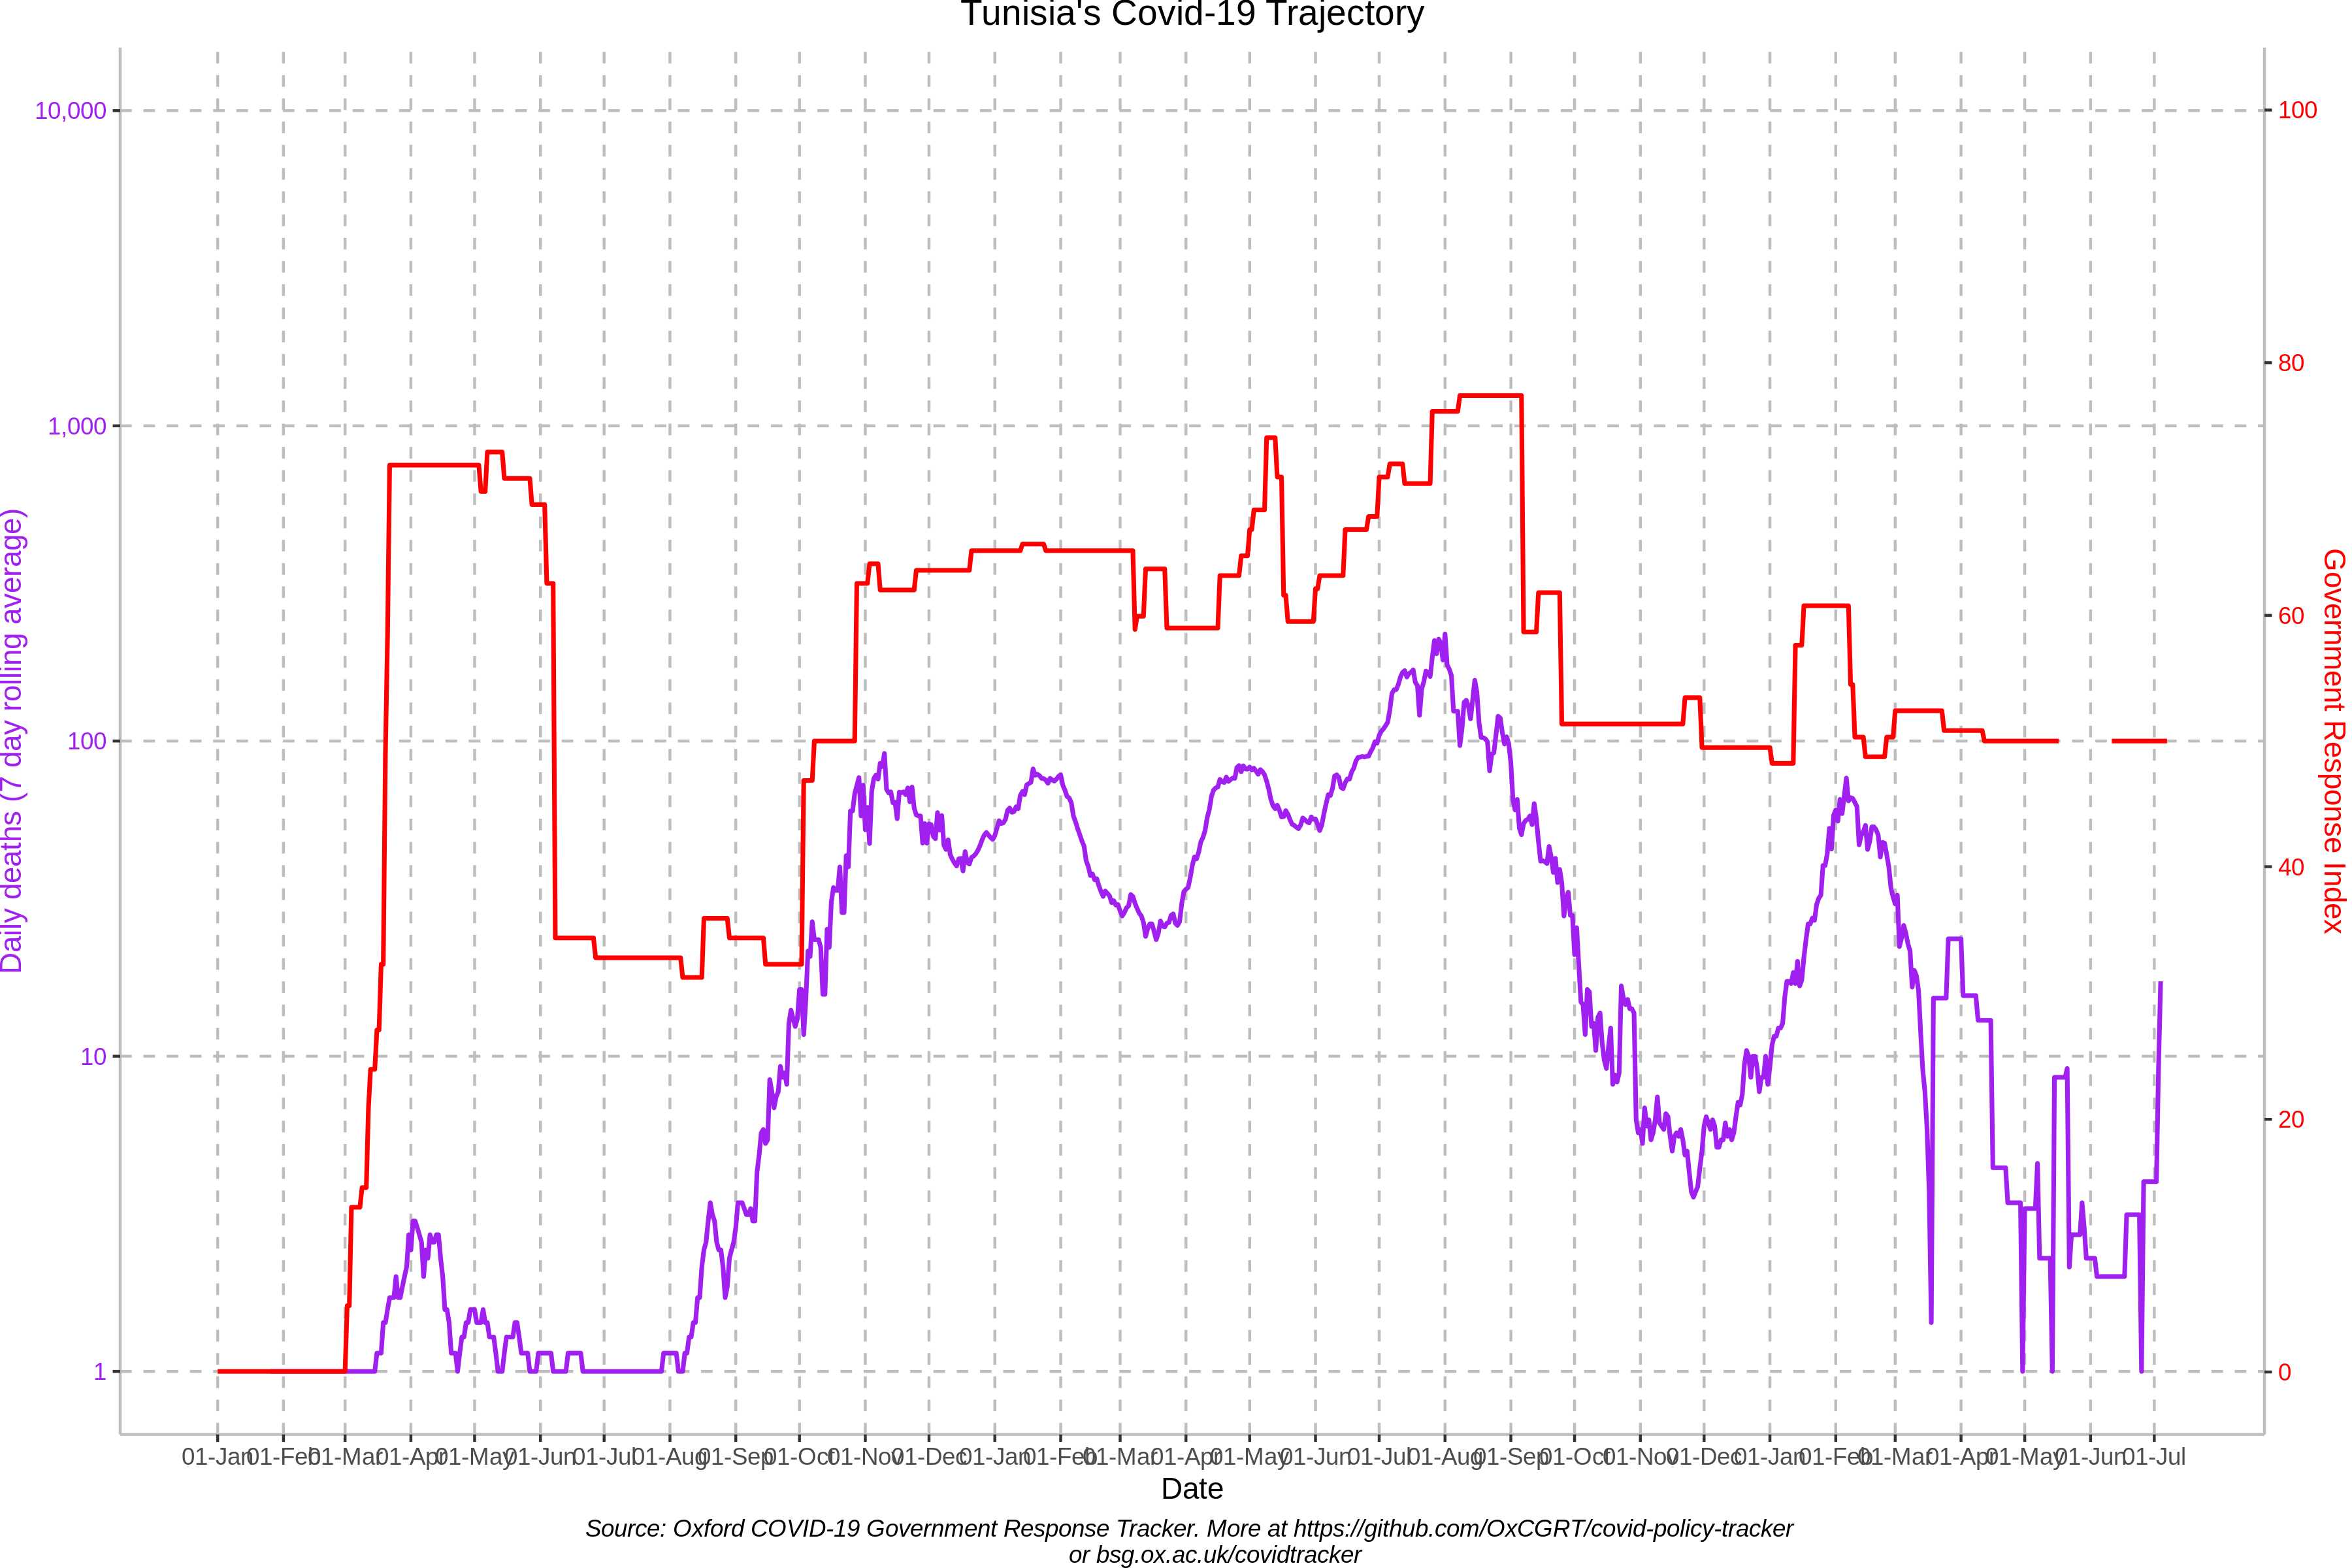 Tunisia's Covid-19 Trajectory
10,000
1,000
100
10
1
Daily deaths (7 day rolling average)
100
80
60
40
20
0
Government Response Index
01-Jan 01-Feb 01-Mar 01-Apr 01-May 01-Jun 01-Jul 01-Aug 01-Sep 01-Oct 01-Nov 01-Dec 01-Jan 01-Feb 01-Mar 01-Apr 01-May 01-Jun 01-Jul 01-Aug 01-Sep 01-Oct 01-Nov 01-Dec 01-Jan 01-Feb 01-Mar 01-Apr 01-May 01-Jun 01-Jul
Date
Source: Oxford COVID-19 Government Response Tracker. More at https://github.com/OxCGRT/covid-policy-tracker
or bsg.ox.ac.uk/covidtracker